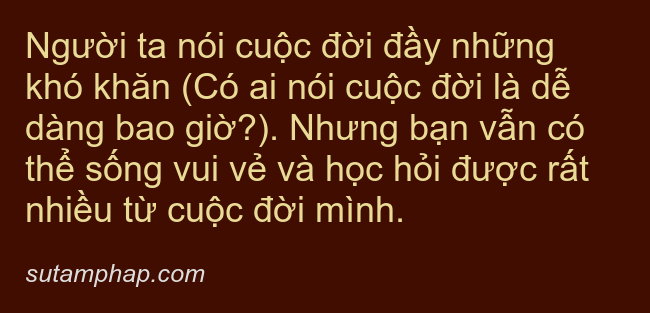 Người ta nói cuộc đời đầy những
khó khăn (Có ai nói cuộc đời là dễ
dàng bao giờ?). Nhưng bạn vẫn có
thể sống vui vẻ và học hỏi được rất
nhiều từ cuộc đời mình.
sutamphap.com